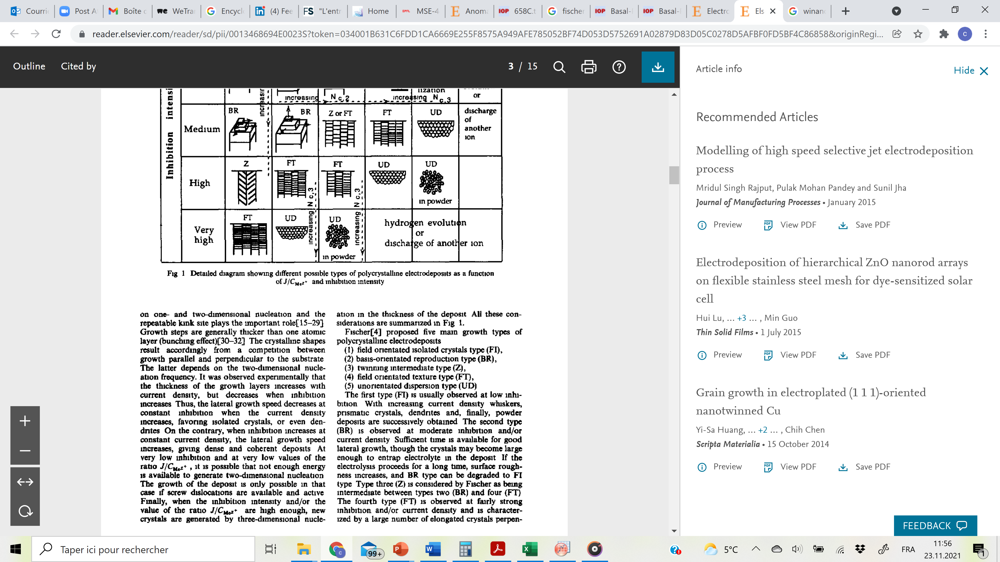 Courri
Post A
Boîte d
WeTran
Encycl
(4) Fee
"L'entr
Home
MSE-4
Anoma
658C.t
fischer
Basal-
Basal-
Electro
Els
winand
reader.elsevier.com/reader/sd/pii/0013468694E0023S?token=034001B631C6FDD1CA6669E255F8575A949AFE785052BF74D053D5752691A02879D83D05C0278D5AFBF0FD5BF4C86858&originRegi...
Outline
Cited by
3 / 15
Inhibition intensi
increasing
lization
or
increasing N c,2
increasing N c,3
Medium
BR
BR
Z or FT
FT
UD
discharge
of
another
ion
High
Z
FT
FT
UD
UD
in powder
increasing N c,3
increasing N c,3
Very
high
FT
UD
UD
in powder
hydrogen evolution
or
discharge of another ion
Fig 1 Detailed diagram showing different possible types of polycrystalline electrodeposits as a function
of J/CMez+ and inhibition intensity
on one- and two-dimensional nucleation and the
repeatable kink site plays the important role[15–29]
Growth steps are generally thicker than one atomic
layer (bunching effect)[30–32] The crystalline shapes
result accordingly from a competition between
growth parallel and perpendicular to the substrate
The latter depends on the two-dimensional nucle-
ation frequency. It was observed experimentally that
the thickness of the growth layers increases with
current density, but decreases when inhibition
increases Thus, the lateral growth speed decreases at
constant inhibition when the current density
increases, favoring isolated crystals, or even den-
drites On the contrary, when inhibition increases at
constant current density, the lateral growth speed
increases, giving dense and coherent deposits At
very low inhibition and at very low values of the
ratio J/CMez+ , it is possible that not enough energy
is available to generate two-dimensional nucleation
The growth of the deposit is only possible in that
case if screw dislocations are available and active
Finally, when the inhibition intensity and/or the
value of the ratio J/CMez+ are high enough, new
crystals are generated by three-dimensional nucle-
ation in the thickness of the deposit All these con-
siderations are summarized in Fig 1.
Fischer[4] proposed five main growth types of
polycrystalline electrodeposits
(1) field orientated isolated crystals type (FI),
(2) basis-orientated reproduction type (BR),
(3) twinning intermediate type (Z),
(4) field orientated texture type (FT),
(5) unorientated dispersion type (UD)
The first type (FI) is usually observed at low inhi-
bition With increasing current density whiskers,
prismatic crystals, dendrites and, finally, powder
deposits are successively obtained The second type
(BR) is observed at moderate inhibition and/or
current density Sufficient time is available for good
lateral growth, though the crystals may become large
enough to entrap electrolyte in the deposit If the
electrolysis proceeds for a long time, surface rough-
ness increases, and BR type can be degraded to FI
type Type three (Z) is considered by Fischer as being
intermediate between types two (BR) and four (FT)
The fourth type (FT) is observed at fairly strong
inhibition and/or current density and is character-
ized by a large number of elongated crystals perpen-
Article info
Hide
Recommended Articles
Modelling of high speed selective jet electrodeposition
process
Mridul Singh Rajput, Pulak Mohan Pandey and Sunil Jha
Journal of Manufacturing Processes • January 2015
Preview
View PDF
Save PDF
Electrodeposition of hierarchical ZnO nanorod arrays
on flexible stainless steel mesh for dye-sensitized solar
cell
Hui Lu, ... +3 ... , Min Guo
Thin Solid Films • 1 July 2015
Preview
View PDF
Save PDF
Grain growth in electroplated (1 1 1)-oriented
nanotwinned Cu
Yi-Sa Huang, ... +2 ... , Chih Chen
Scripta Materialia • 15 October 2014
Preview
View PDF
Save PDF
FEEDBACK
Taper ici pour rechercher
99+
5°C
FRA
11:56
23.11.2021
1